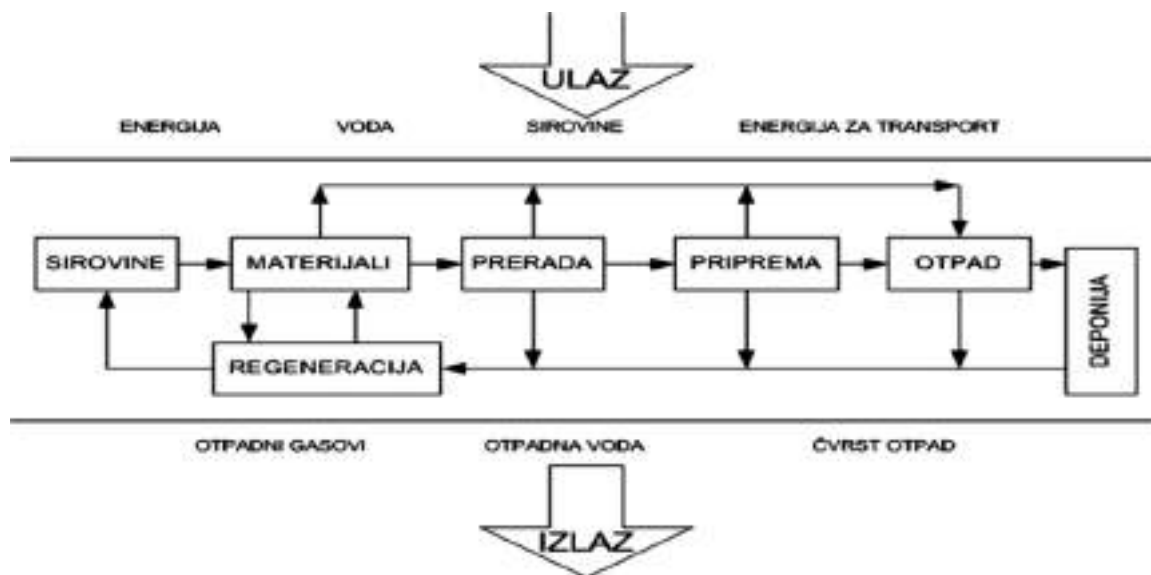 ULAZ
ENERGIJA VODA SIROVINE ENERGIJA ZA TRANSPORT
SIROVINE MATERIJALI PRERADA PRIPREMA OTPAD
DEPONIJA
REGENERACIJA
OTPADNI GASOVI OTPADNA VODA ČVRST OTPAD
IZLAZ